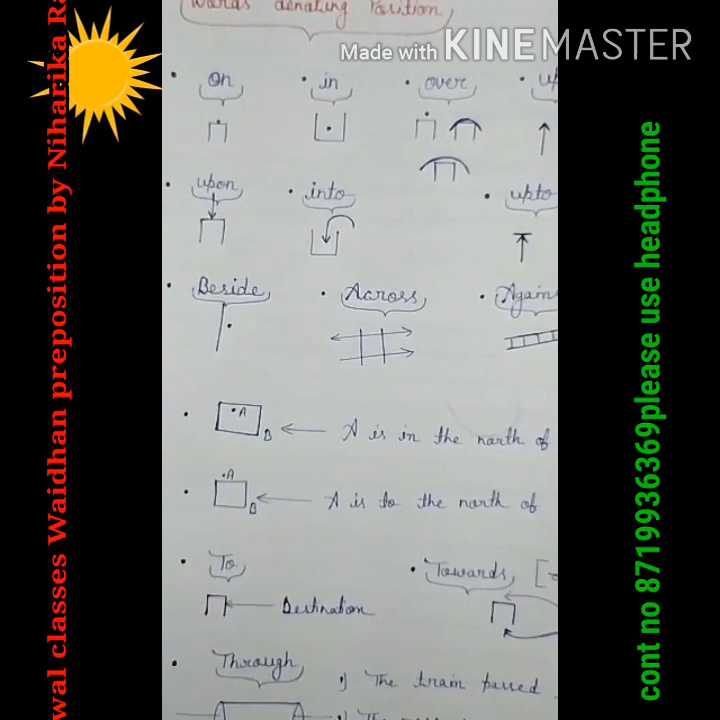 Words denoting Position
Made with KINEMASTER
on in over
upon into upto
Beside Across
A
B
A is in the north of
A
B
A is to the north of
To Towards
Destination
Through 1) The train passed
wal classes Waidhan preposition by Niharika
cont no 8719936369please use headphone